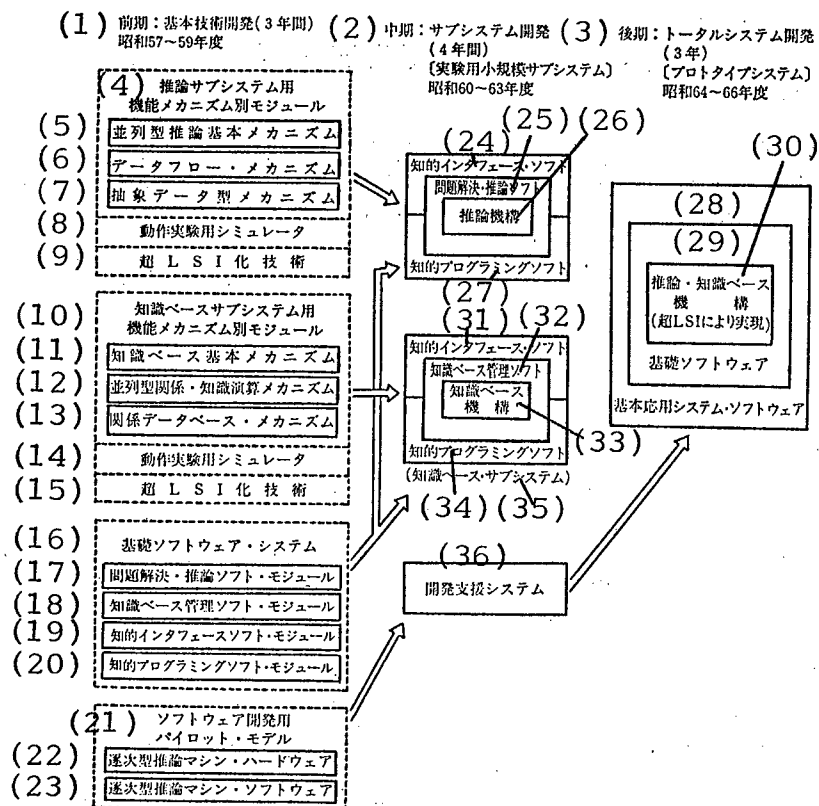 (1) 前期：基本技術開発(3年間)
昭和57〜59年度
(2) 中期：サブシステム開発
(4年間)
〔実験用小規模サブシステム〕
昭和60〜63年度
(3) 後期：トータルシステム開発
(3年)
〔プロトタイプシステム〕
昭和64〜66年度
(4) 推論サブシステム用
機能メカニズム別モジュール
(5) 並列型推論基本メカニズム
(6) データフロー・メカニズム
(7) 抽象データ型メカニズム
(8) 動作実験用シミュレータ
(9) 超LSI化技術
(10) 知識ベースサブシステム用
機能メカニズム別モジュール
(11) 知識ベース基本メカニズム
(12) 並列型関係・知識演算メカニズム
(13) 関係データベース・メカニズム
(14) 動作実験用シミュレータ
(15) 超LSI化技術
(16) 基礎ソフトウェア・システム
(17) 問題解決・推論ソフト・モジュール
(18) 知識ベース管理ソフト・モジュール
(19) 知的インタフェースソフト・モジュール
(20) 知的プログラミングソフト・モジュール
(21) ソフトウェア開発用
パイロット・モデル
(22) 逐次型推論マシン・ハードウェア
(23) 逐次型推論マシン・ソフトウェア
(24) (25) (26)
知的インタフェース・ソフト
問題解決・推論ソフト
推論機構
知的プログラミングソフト
(27)
(31) (32)
知的インタフェース・ソフト
知識ベース管理ソフト
知識ベース
機構
(33)
知的プログラミングソフト
(知識ベース・サブシステム)
(34) (35)
(36)
開発支援システム
(30)
(28)
(29)
推論・知識ベース
機構
(超LSIにより実現)
基礎ソフトウェア
基本応用システム・ソフトウェア